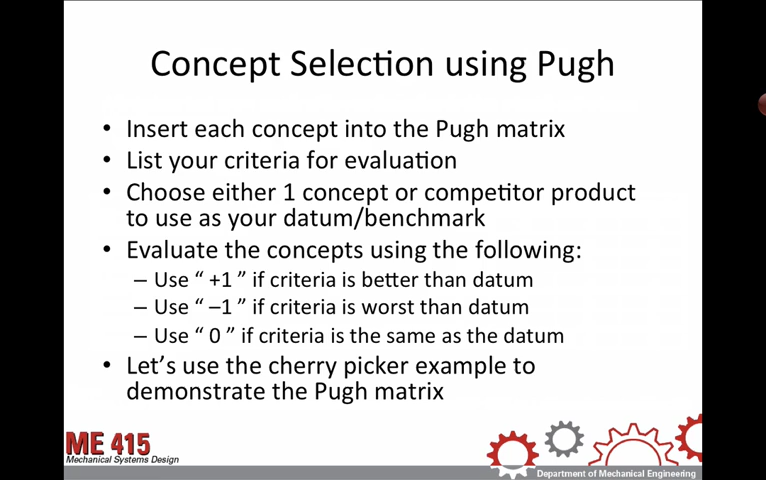 Concept Selection using Pugh
• Insert each concept into the Pugh matrix
• List your criteria for evaluation
• Choose either 1 concept or competitor product
to use as your datum/benchmark
• Evaluate the concepts using the following:
– Use “ +1 ” if criteria is better than datum
– Use “ –1 ” if criteria is worst than datum
– Use “ 0 ” if criteria is the same as the datum
• Let’s use the cherry picker example to
demonstrate the Pugh matrix
ME 415
Mechanical Systems Design
Department of Mechanical Engineering